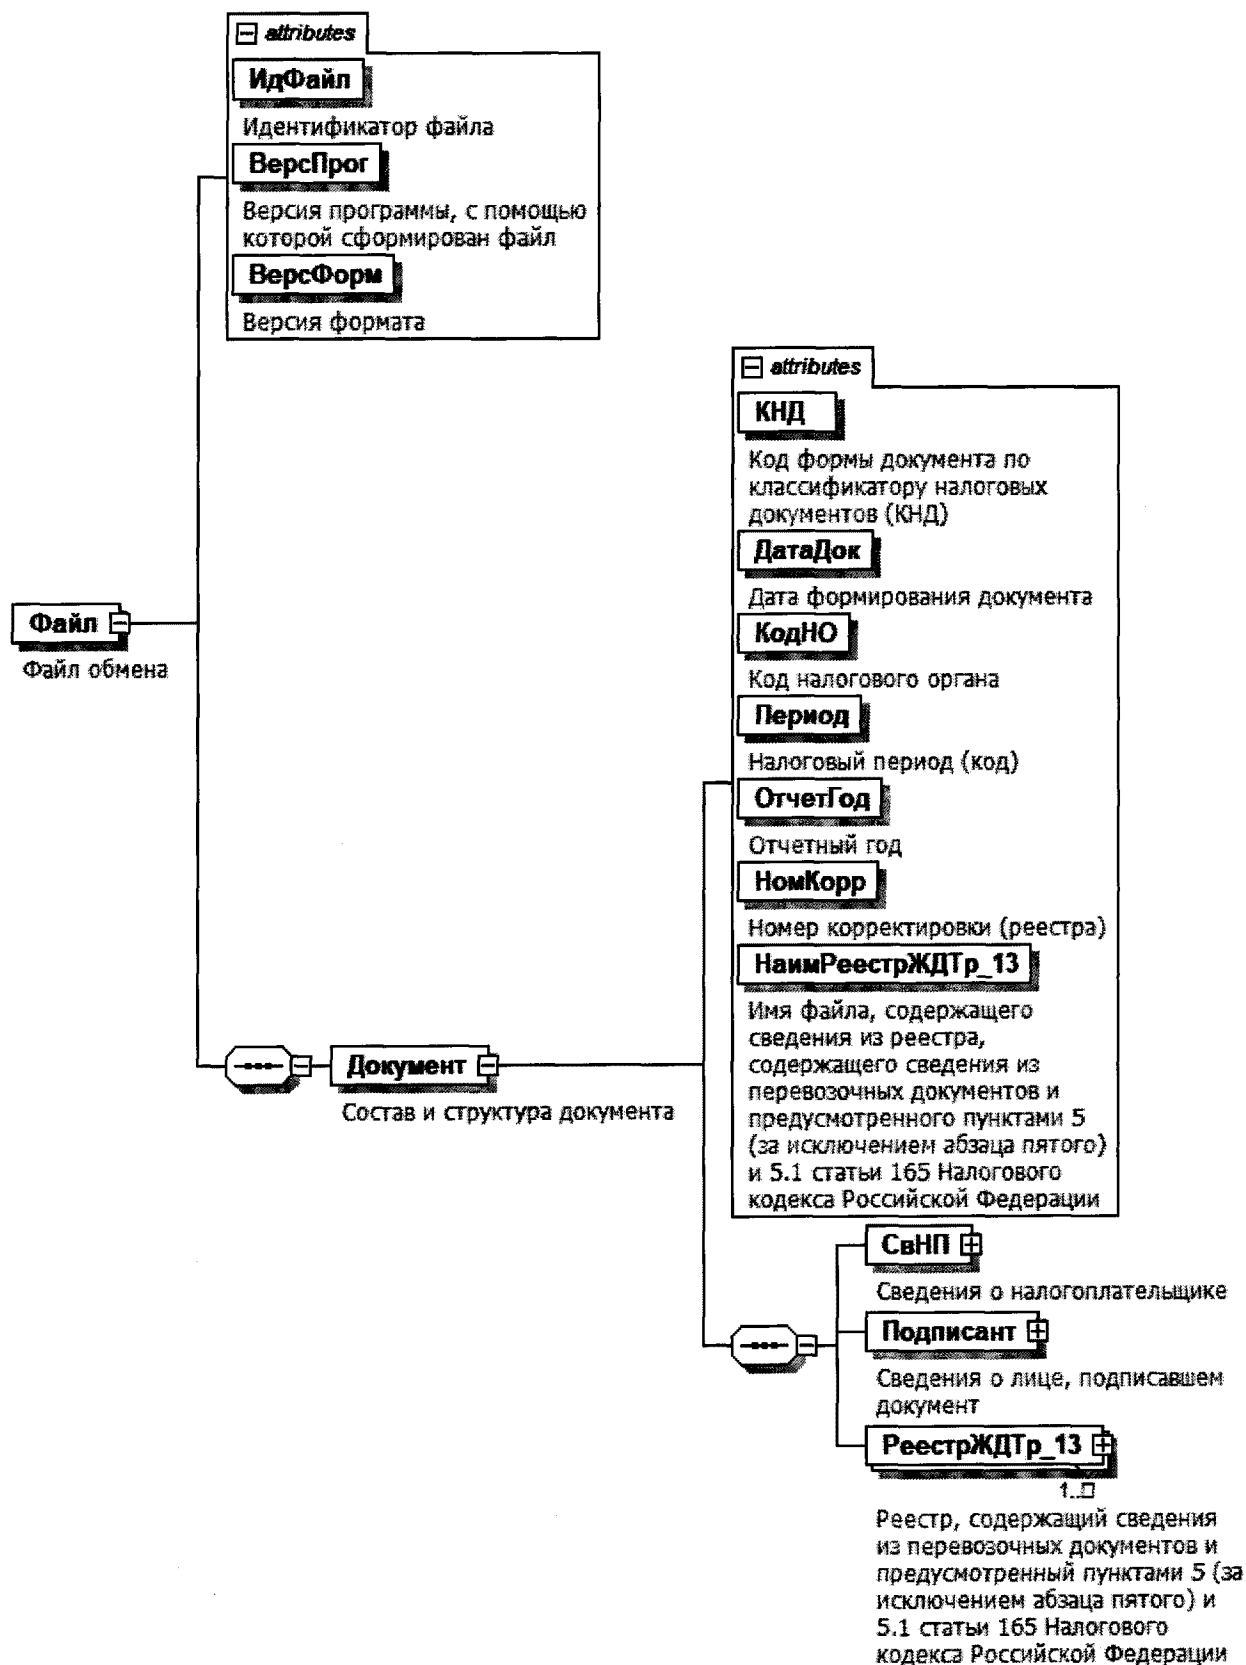 attributes
ИдФайл
Идентификатор файла
ВерсПрог
Версия программы, с помощью
которой сформирован файл
ВерсФорм
Версия формата
Файл
Файл обмена
Документ
Состав и структура документа
attributes
КНД
Код формы документа по
классификатору налоговых
документов (КНД)
ДатаДок
Дата формирования документа
КодНО
Код налогового органа
Период
Налоговый период (код)
ОтчетГод
Отчетный год
НомКорр
Номер корректировки (реестра)
НаимРеестрЖДТр_13
Имя файла, содержащего
сведения из реестра,
содержащего сведения из
перевозочных документов и
предусмотренного пунктами 5
(за исключением абзаца пятого)
и 5.1 статьи 165 Налогового
кодекса Российской Федерации
СвНП
Сведения о налогоплательщике
Подписант
Сведения о лице, подписавшем
документ
РеестрЖДТр_13
1..□
Реестр, содержащий сведения
из перевозочных документов и
предусмотренный пунктами 5 (за
исключением абзаца пятого) и
5.1 статьи 165 Налогового
кодекса Российской Федерации